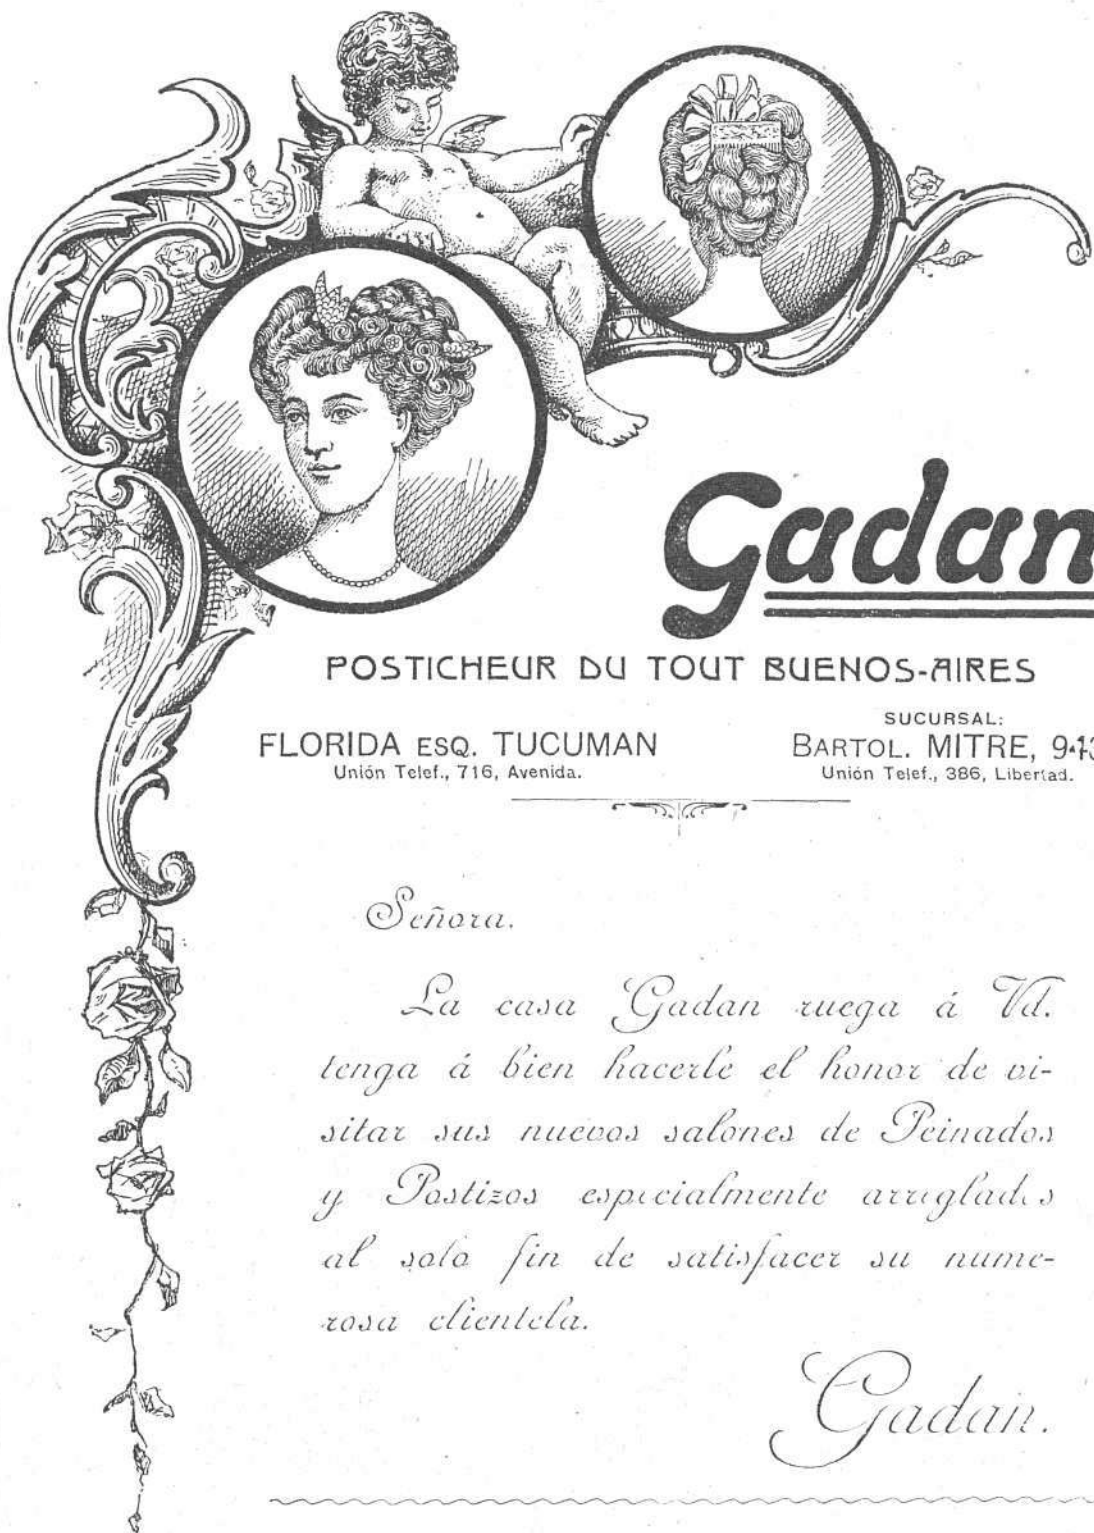 Gadan
POSTICHEUR DU TOUT BUENOS-AIRES
FLORIDA ESQ. TUCUMAN
Unión Telef., 716, Avenida.
SUCURSAL:
BARTOL. MITRE, 943
Unión Telef., 386, Libertad.
Señora.
La casa Gadan ruega á Vd.
tenga á bien hacerle el honor de vi-
sitar sus nuevos salones de Peinados
y Postizos especialmente arreglados
al solo fin de satisfacer su nume-
rosa clientela.
Gadan.